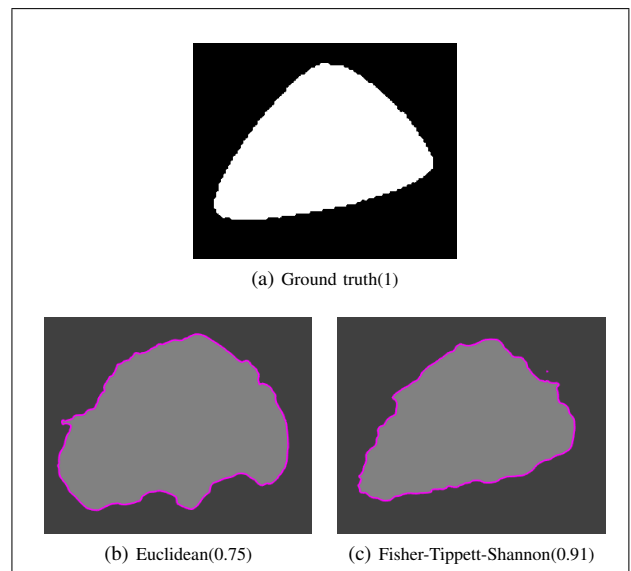 (a) Ground truth(1)
(b) Euclidean(0.75)
(c) Fisher-Tippett-Shannon(0.91)